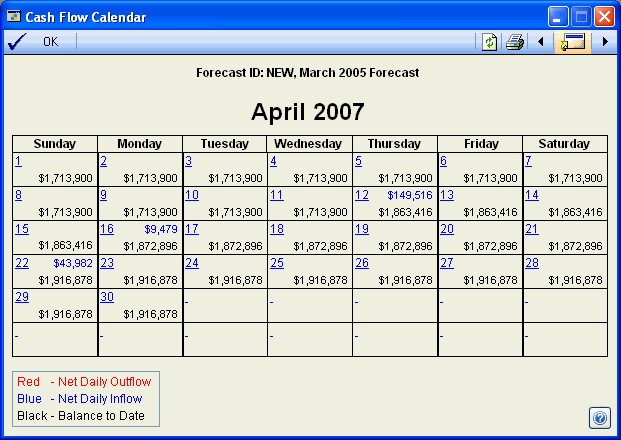 Cash Flow Calendar
OK
Forecast ID: NEW, March 2005 Forecast
April 2007
Sunday Monday Tuesday Wednesday Thursday Friday Saturday
1 2 3 4 5 6 7
$1,713,900 $1,713,900 $1,713,900 $1,713,900 $1,713,900 $1,713,900 $1,713,900
8 9 10 11 12 $149,516 13 14
$1,713,900 $1,713,900 $1,713,900 $1,713,900 $1,863,416 $1,863,416 $1,863,416
15 16 $9,479 17 18 19 20 21
$1,863,416 $1,872,896 $1,872,896 $1,872,896 $1,872,896 $1,872,896 $1,872,896
22 $43,982 23 24 25 26 27 28
$1,916,878 $1,916,878 $1,916,878 $1,916,878 $1,916,878 $1,916,878 $1,916,878
29 30 - - - - -
$1,916,878 $1,916,878
- - - - - - -
Red - Net Daily Outflow
Blue - Net Daily Inflow
Black - Balance to Date